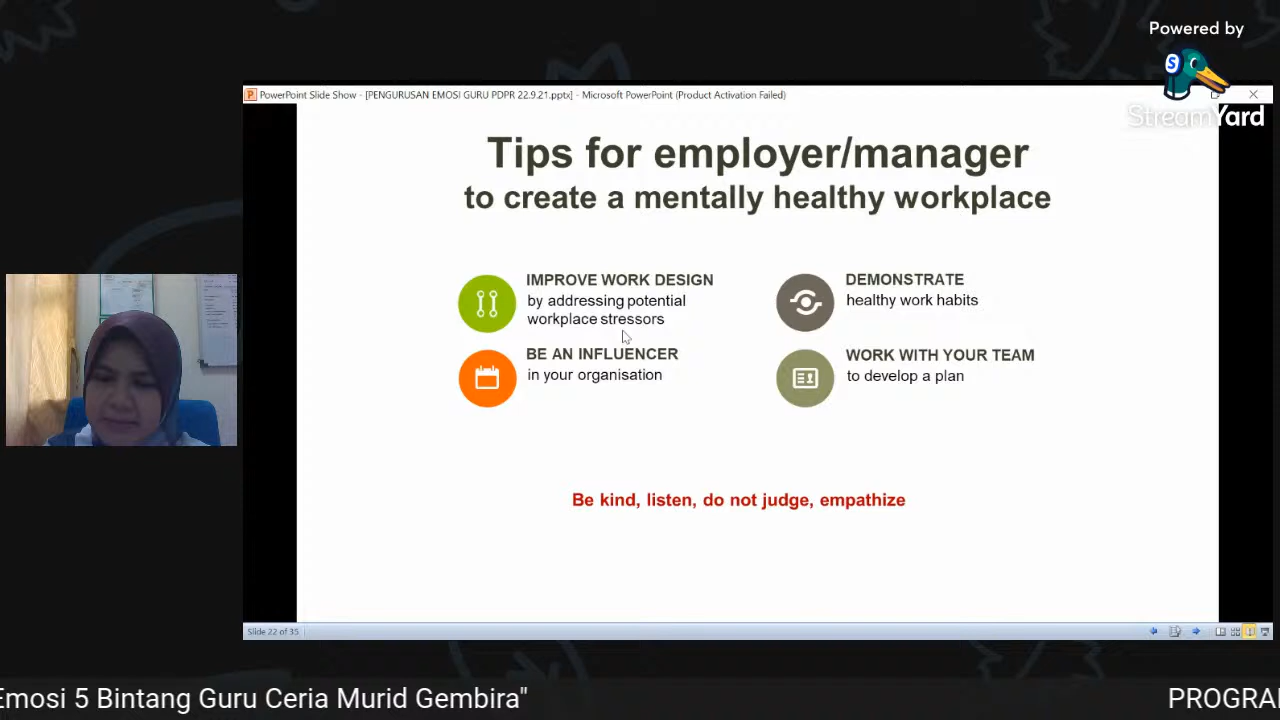 Powered by
StreamYard
PowerPoint Slide Show - [PENGURUSAN EMOSI GURU PDPR 22.9.21.pptx] - Microsoft PowerPoint (Product Activation Failed)
Tips for employer/manager
to create a mentally healthy workplace
IMPROVE WORK DESIGN
by addressing potential
workplace stressors
DEMONSTRATE
healthy work habits
BE AN INFLUENCER
in your organisation
WORK WITH YOUR TEAM
to develop a plan
Be kind, listen, do not judge, empathize
Slide 22 of 35
Emosi 5 Bintang Guru Ceria Murid Gembira" PROGRA